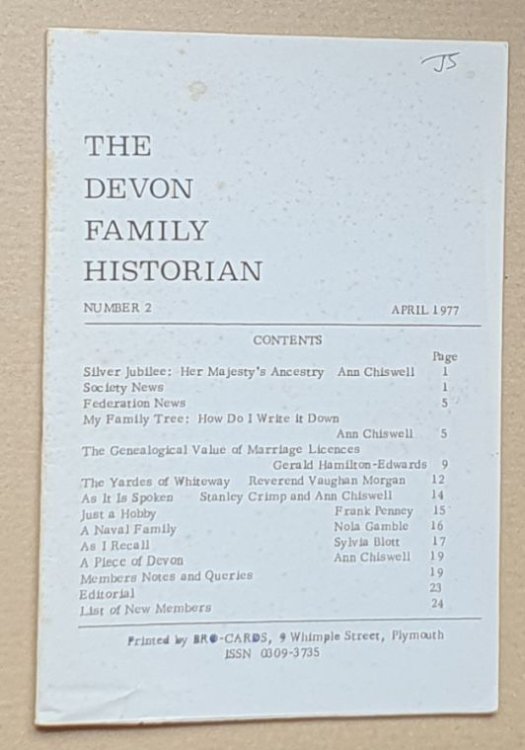 JS
THE
DEVON
FAMILY
HISTORIAN
NUMBER 2 APRIL 1977
CONTENTS
Page
Silver Jubilee: Her Majesty's Ancestry Ann Chiswell 1
Society News 1
Federation News 5
My Family Tree: How Do I Write it Down
Ann Chiswell 5
The Genealogical Value of Marriage Licences
Gerald Hamilton-Edwards 9
The Yardes of Whiteway Reverend Vaughan Morgan 12
As It Is Spoken Stanley Crimp and Ann Chiswell 14
Just a Hobby Frank Penney 15
A Naval Family Nola Gamble 16
As I Recall Sylvia Blott 17
A Piece of Devon Ann Chiswell 19
Members Notes and Queries 19
Editorial 23
List of New Members 24
Printed by BRO-CARDS, 9 Whimple Street, Plymouth
ISSN 0309-3735